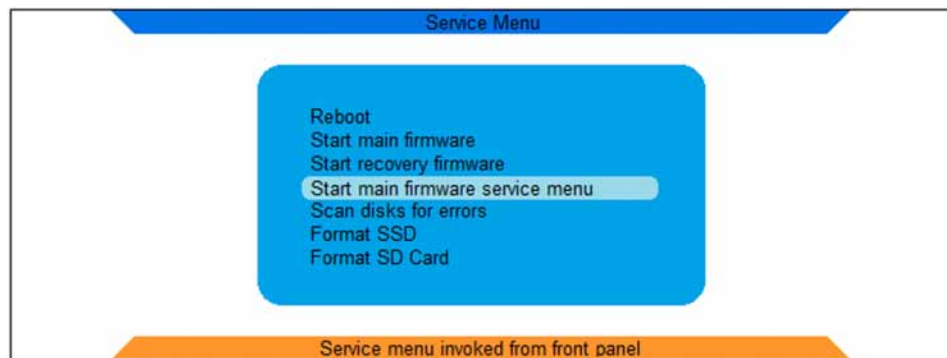 Service Menu
Reboot
Start main firmware
Start recovery firmware
Start main firmware service menu
Scan disks for errors
Format SSD
Format SD Card
Service menu invoked from front panel